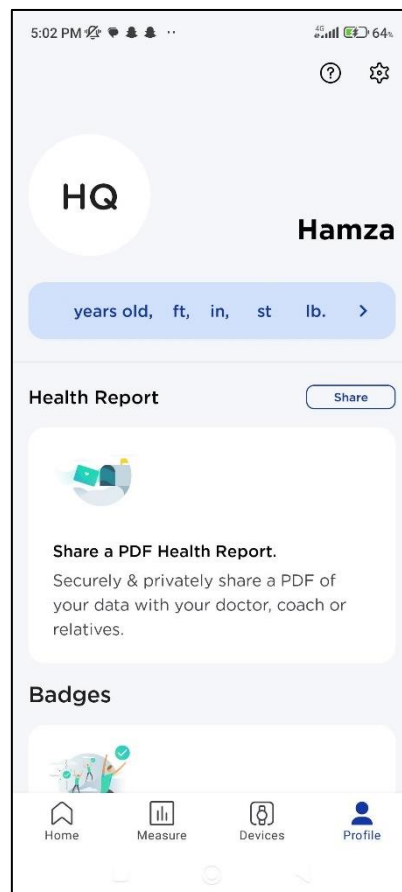 5:02 PM
4G 64%
HQ
Hamza
years old, ft, in, st lb.
Health Report
Share
Share a PDF Health Report.
Securely & privately share a PDF of
your data with your doctor, coach or
relatives.
Badges
Home Measure Devices Profile